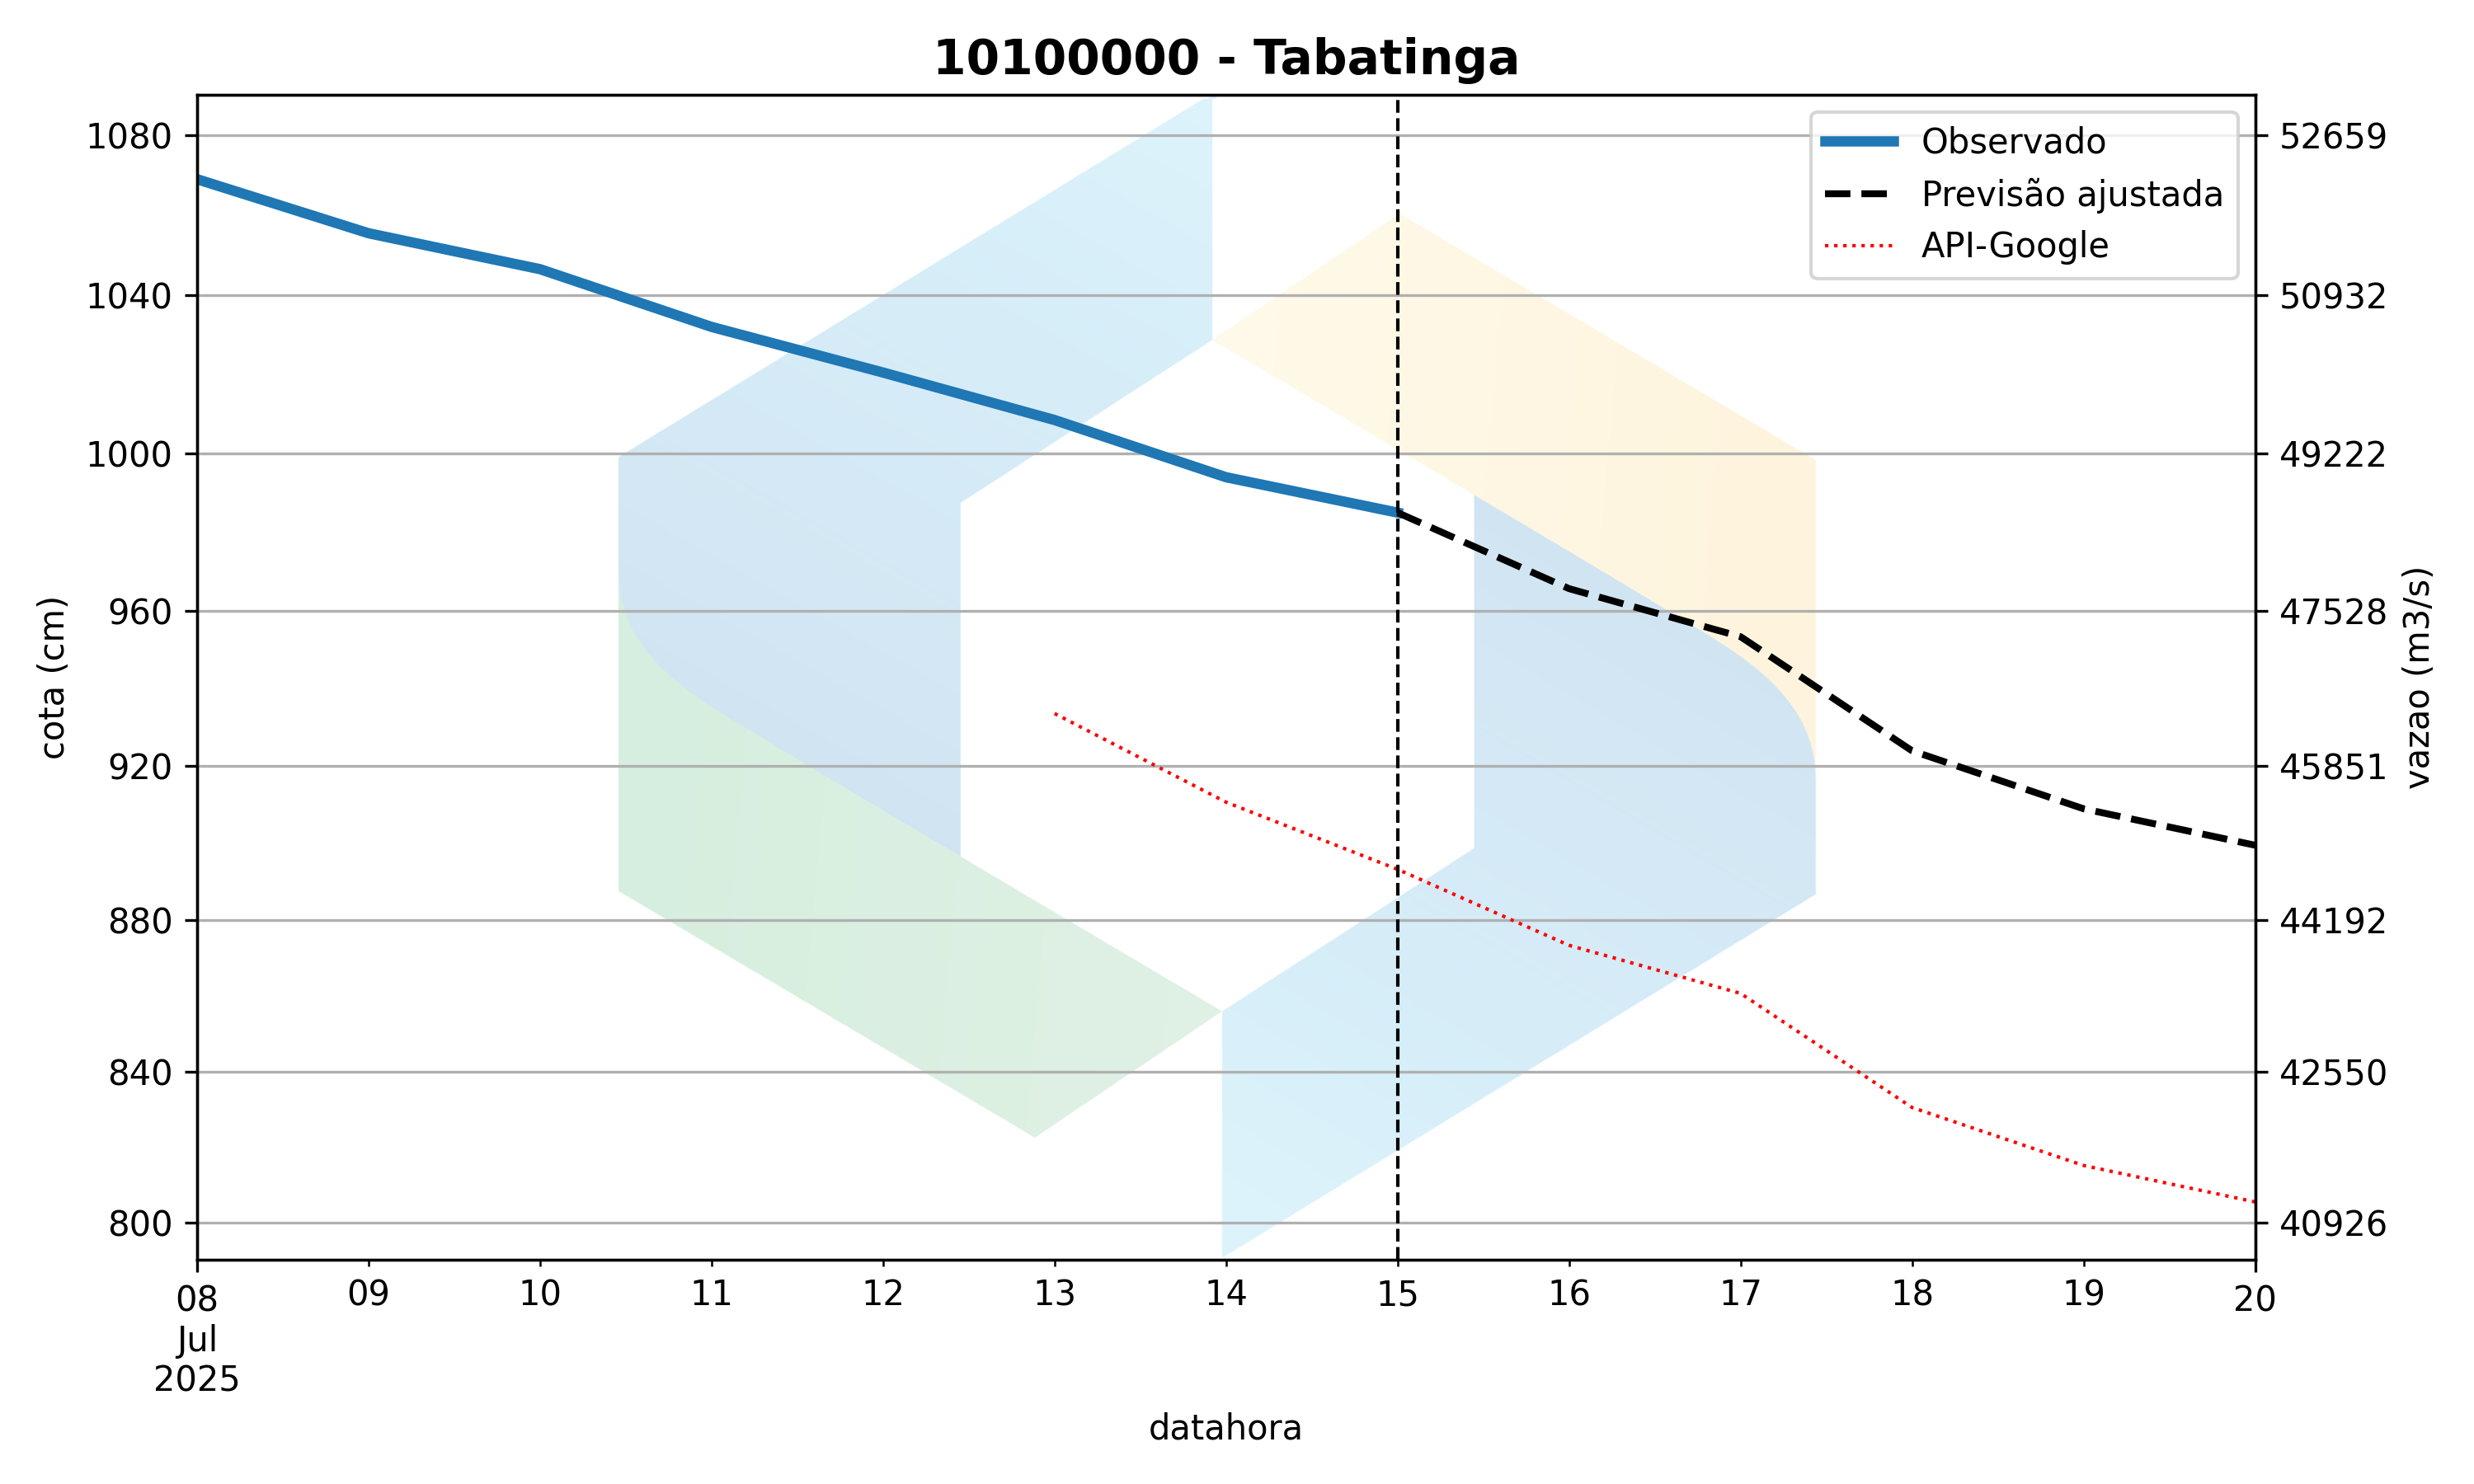 10100000 - Tabatinga
Observado
Previsão ajustada
API-Google
cota (cm)
1080
1040
1000
960
920
880
840
800
52659
50932
49222
47528
45851
44192
42550
40926
vazao (m3/s)
08 09 10 11 12 13 14 15 16 17 18 19 20
Jul
2025
datahora